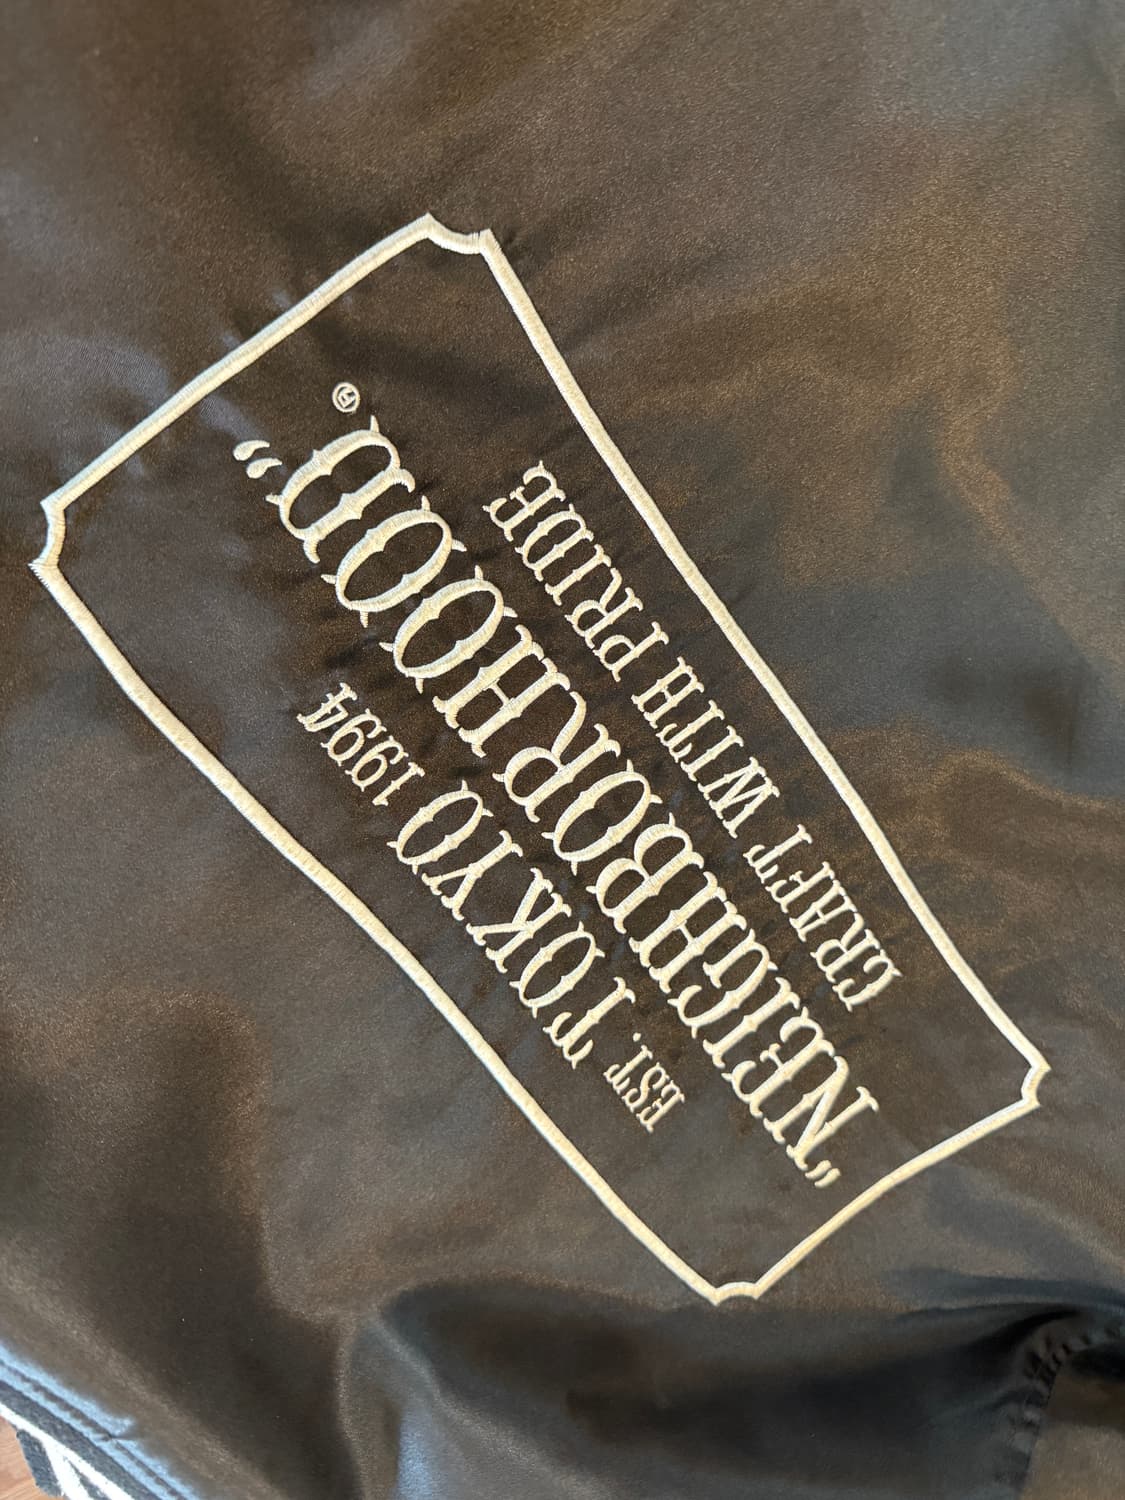 CRAFT WITH PRIDE
"NEIGHBORHOOD."®
EST. TOKYO 1994